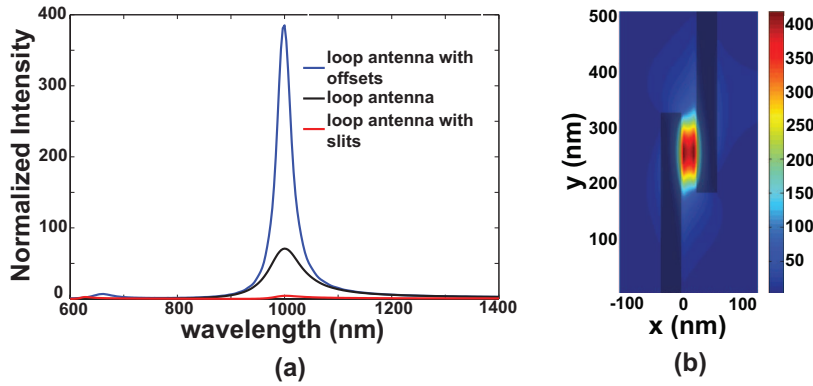 400
300
200
100
0
Normalized Intensity
loop antenna with
offsets
loop antenna
loop antenna with
slits
600
800
1000
1200
1400
wavelength (nm)
(a)
500
400
300
200
100
y (nm)
-100
0
100
x (nm)
400
350
300
250
200
150
100
50
(b)